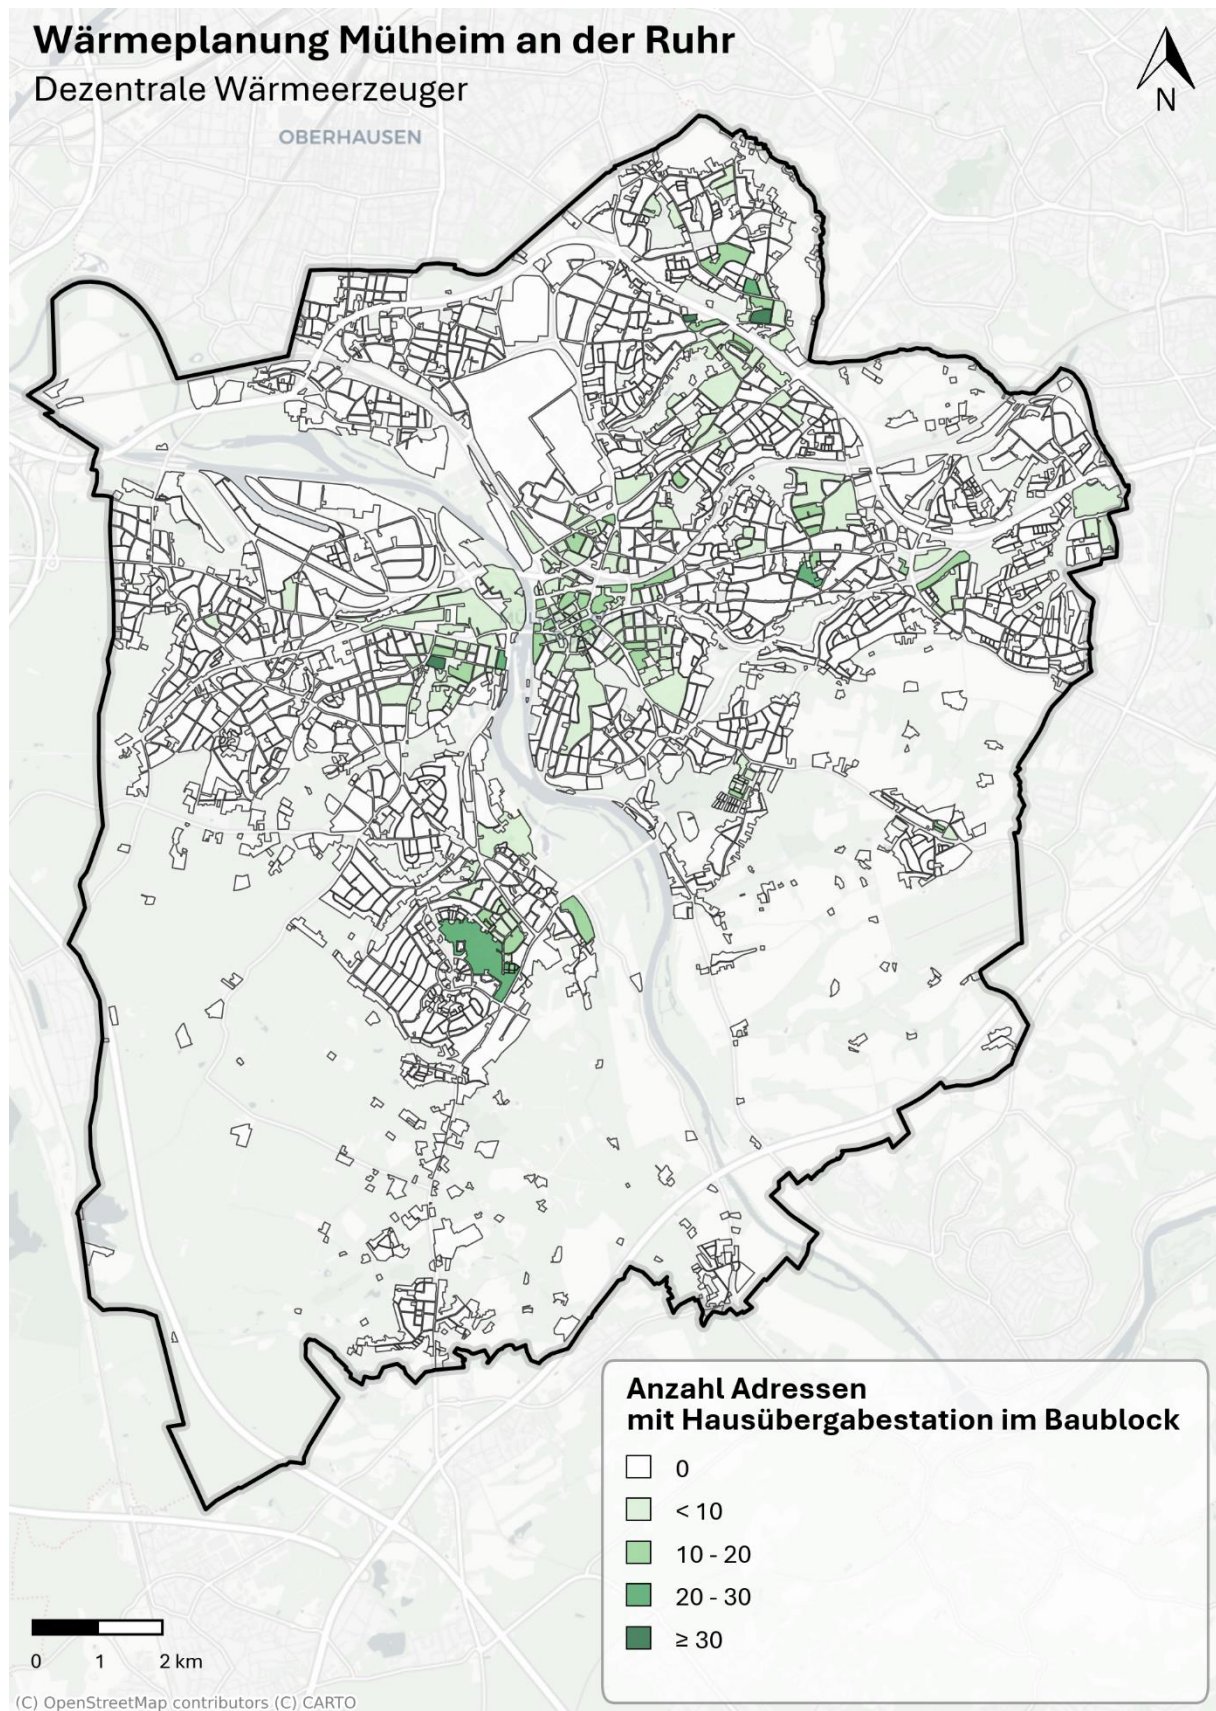 Wärmeplanung Mülheim an der Ruhr
Dezentrale Wärmeerzeuger
N
OBERHAUSEN
Anzahl Adressen
mit Hausübergabestation im Baublock
0
< 10
10 - 20
20 - 30
≥ 30
0 1 2 km
(C) OpenStreetMap contributors (C) CARTO